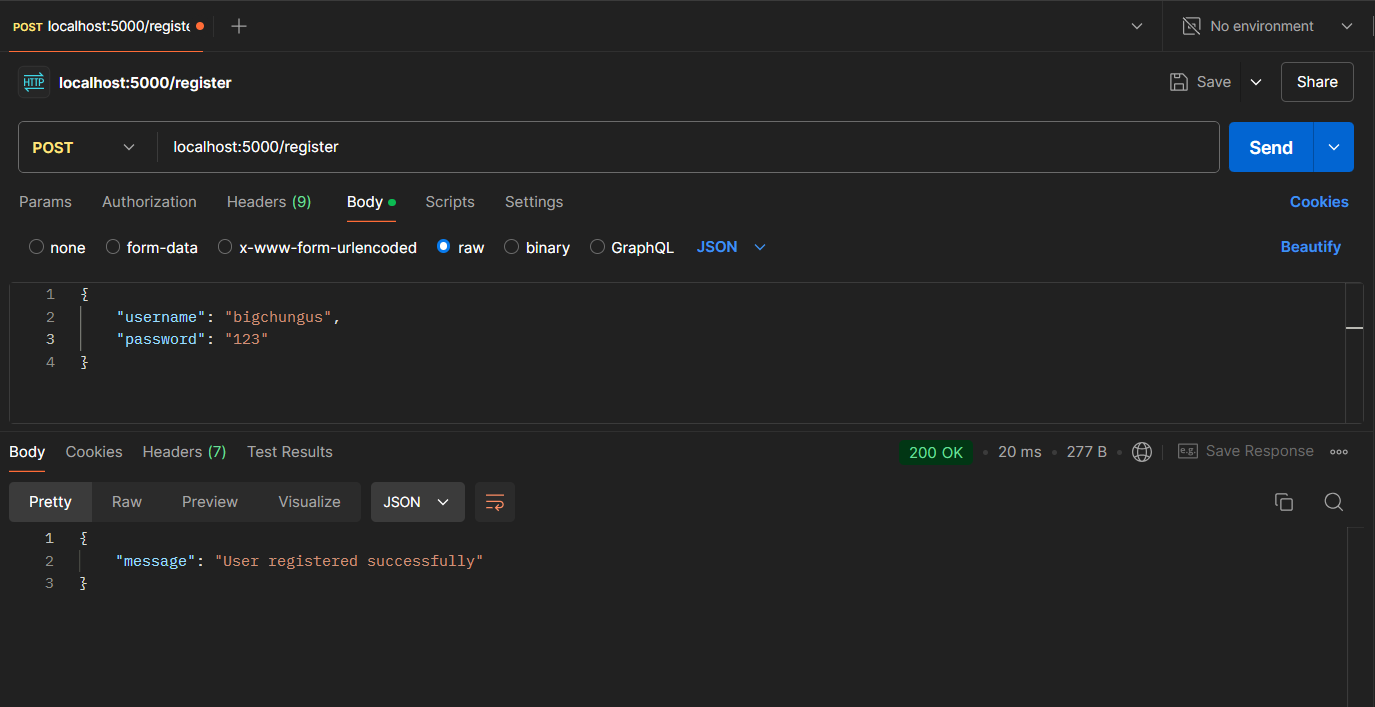 POST localhost:5000/registe
No environment
HTTP localhost:5000/register
Save
Share
POST
localhost:5000/register
Send
Params Authorization Headers (9) Body Scripts Settings Cookies
none form-data x-www-form-urlencoded raw binary GraphQL JSON Beautify
1 {
2 "username": "bigchungus",
3 "password": "123"
4 }
Body Cookies Headers (7) Test Results 200 OK 20 ms 277 B e.g. Save Response
Pretty Raw Preview Visualize JSON
1 {
2 "message": "User registered successfully"
3 }